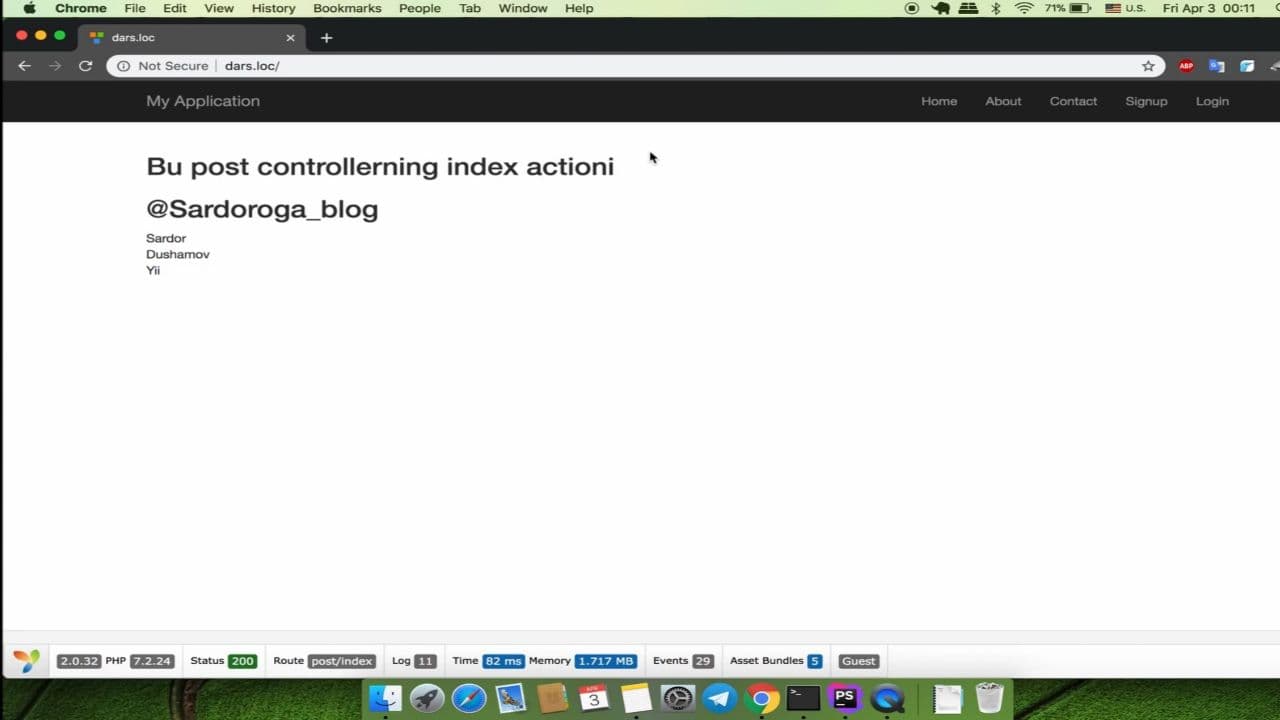 Chrome File Edit View History Bookmarks People Tab Window Help 71% U.S. Fri Apr 3 00:11
dars.loc
Not Secure dars.loc/ ABP
My Application Home About Contact Signup Login
Bu post controllerning index actioni
@Sardoroga_blog
Sardor
Dushamov
Yii
2.0.32 PHP 7.2.24 Status 200 Route post/index Log 11 Time 82 ms Memory 1.717 MB Events 29 Asset Bundles 5 Guest
APR 3 PS